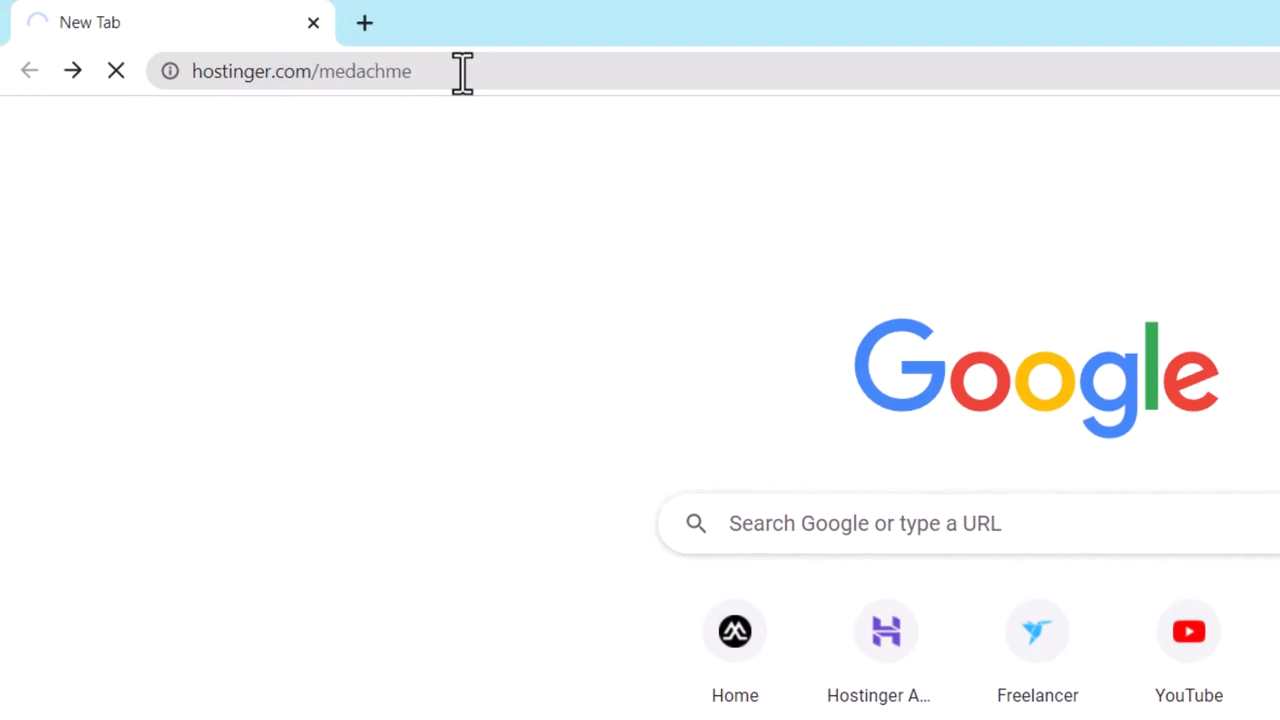 New Tab
hostinger.com/medachme
Google
Search Google or type a URL
Home
Hostinger A...
Freelancer
YouTube